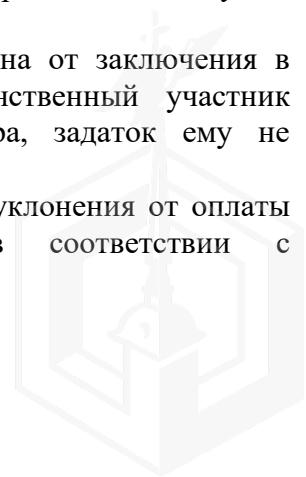 на от заключения в
нственный участник
ра, задаток ему не
уклонения от оплаты
в соответствии с